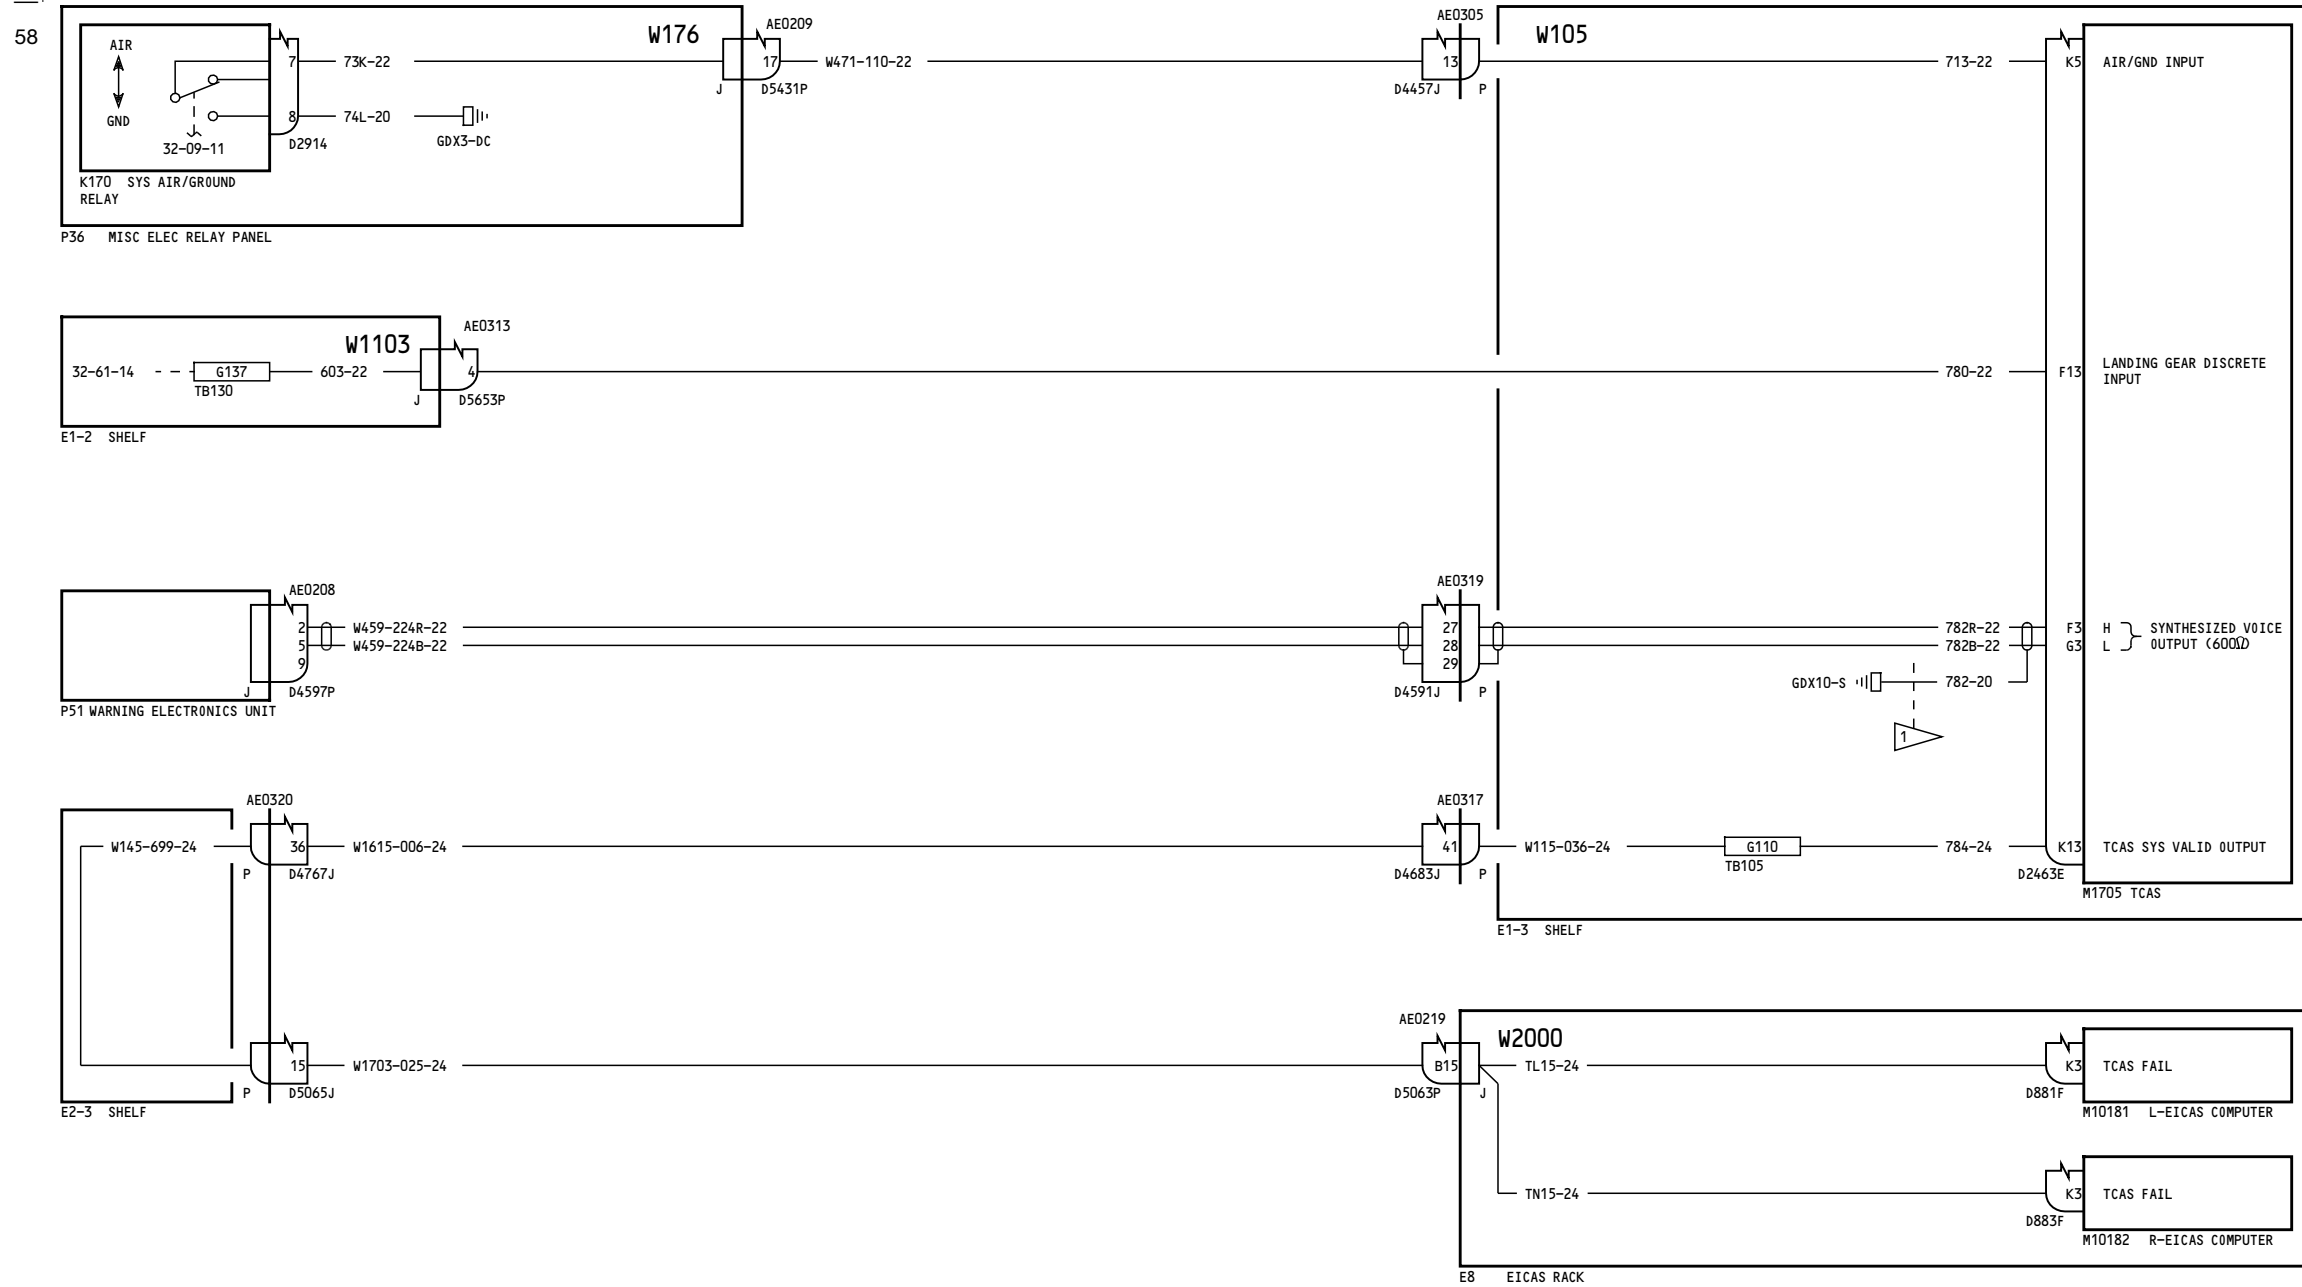 58
AIR
GND
32-09-11
7
8
D2914
73K-22
74L-20
GDX3-DC
K170 SYS AIR/GROUND
RELAY
P36 MISC ELEC RELAY PANEL
W176
AE0209
17
J
D5431P
W471-110-22
AE0305
13
D4457J
P
W105
713-22
K5
AIR/GND INPUT
32-61-14
G137
TB130
603-22
W1103
AE0313
4
J
D5653P
E1-2 SHELF
780-22
F13
LANDING GEAR DISCRETE
INPUT
AE0208
2
5
9
J
D4597P
P51 WARNING ELECTRONICS UNIT
W459-224R-22
W459-224B-22
AE0319
27
28
29
D4591J
P
782R-22
782B-22
F3
G3
H
L
SYNTHESIZED VOICE
OUTPUT (600Ω)
GDX10-S
782-20
1
AE0320
W145-699-24
36
P
D4767J
W1615-006-24
AE0317
41
D4683J
P
W115-036-24
G110
TB105
784-24
K13
TCAS SYS VALID OUTPUT
D2463E
M1705 TCAS
E1-3 SHELF
15
P
D5065J
E2-3 SHELF
W1703-025-24
AE0219
B15
D5063P
J
W2000
TL15-24
K3
TCAS FAIL
D881F
M10181 L-EICAS COMPUTER
TN15-24
K3
TCAS FAIL
D883F
M10182 R-EICAS COMPUTER
E8 EICAS RACK